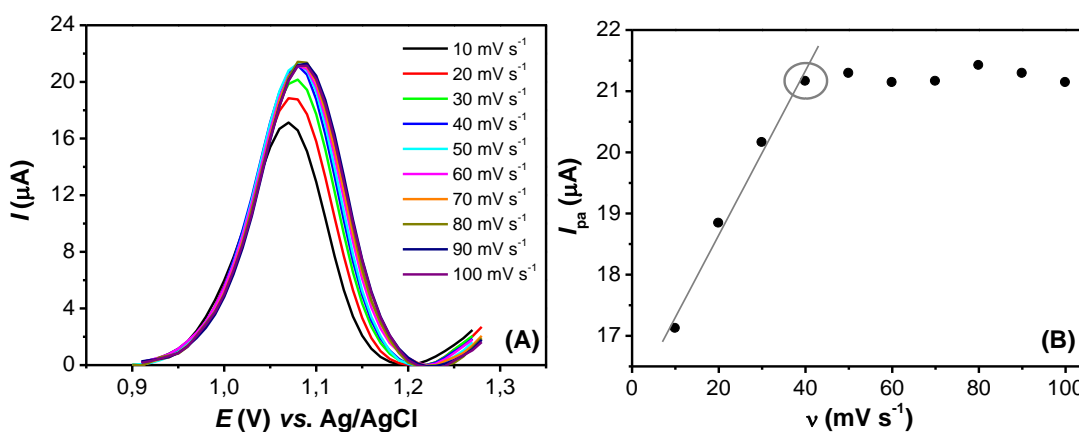 24
20
16
12
8
4
0
0,9
1,0
1,1
1,2
1,3
I (μA)
E (V) vs. Ag/AgCl
10 mV s⁻¹
20 mV s⁻¹
30 mV s⁻¹
40 mV s⁻¹
50 mV s⁻¹
60 mV s⁻¹
70 mV s⁻¹
80 mV s⁻¹
90 mV s⁻¹
100 mV s⁻¹
(A)
22
21
20
19
18
17
0
20
40
60
80
100
Ipa (μA)
ν (mV s⁻¹)
(B)